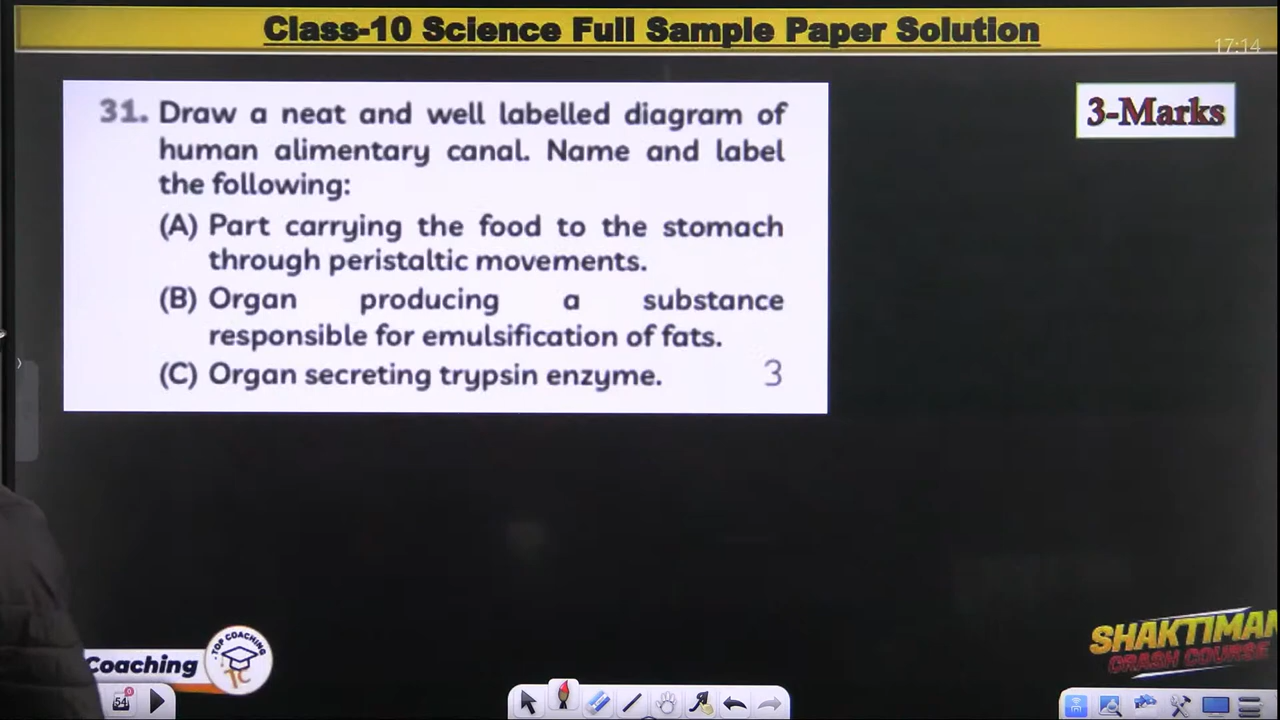 Class-10 Science Full Sample Paper Solution
17:14
3-Marks
31. Draw a neat and well labelled diagram of
human alimentary canal. Name and label
the following:
(A) Part carrying the food to the stomach
through peristaltic movements.
(B) Organ producing a substance
responsible for emulsification of fats.
(C) Organ secreting trypsin enzyme. 3
SHAKTIMAN
CRASH COURSE
Coaching
TOP COACHING
TC
54
0